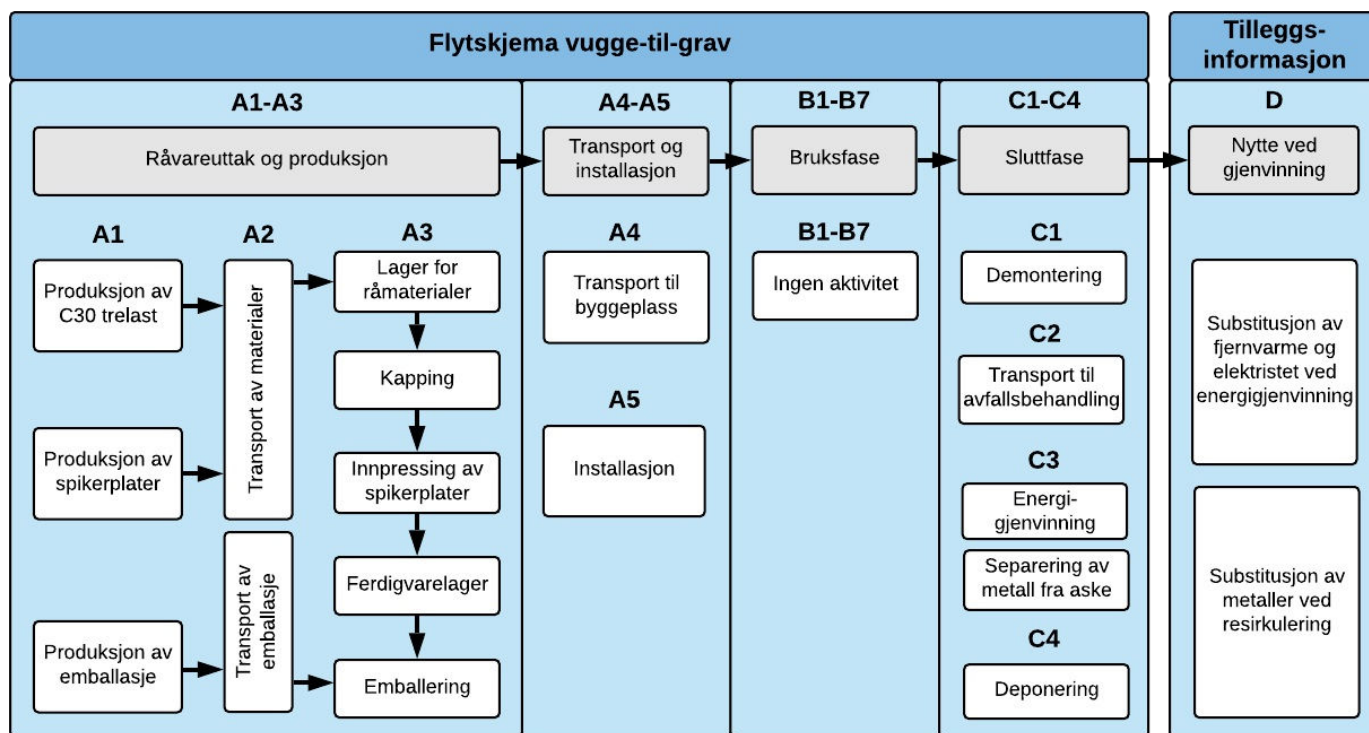 Flytskjema vugge-til-grav
Tilleggs-
informasjon
A1-A3
A4-A5
B1-B7
C1-C4
D
Råvareuttak og produksjon
Transport og
installasjon
Bruksfase
Sluttfase
Nytte ved
gjenvinning
A1
Produksjon av
C30 trelast
Produksjon av
spikerplater
Produksjon av
emballasje
A2
Transport av materialer
Transport av
emballasje
A3
Lager for
råmaterialer
Kapping
Innpressing av
spikerplater
Ferdigvarelager
Emballering
A4
Transport til
byggeplass
A5
Installasjon
B1-B7
Ingen aktivitet
C1
Demontering
C2
Transport til
avfallsbehandling
C3
Energi-
gjenvinning
Separering av
metall fra aske
C4
Deponering
Substitusjon av
fjernvarme og
elektristet ved
energigjenvinning
Substitusjon av
metaller ved
resirkulering